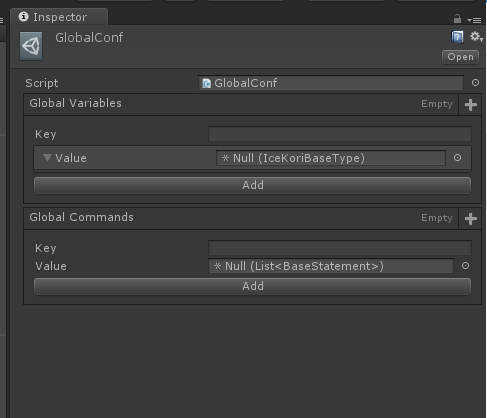 Inspector
GlobalConf
Open
Script GlobalConf
Global Variables Empty
Key
Value Null (IceKoriBaseType)
Add
Global Commands Empty
Key
Value Null (List<BaseStatement>)
Add